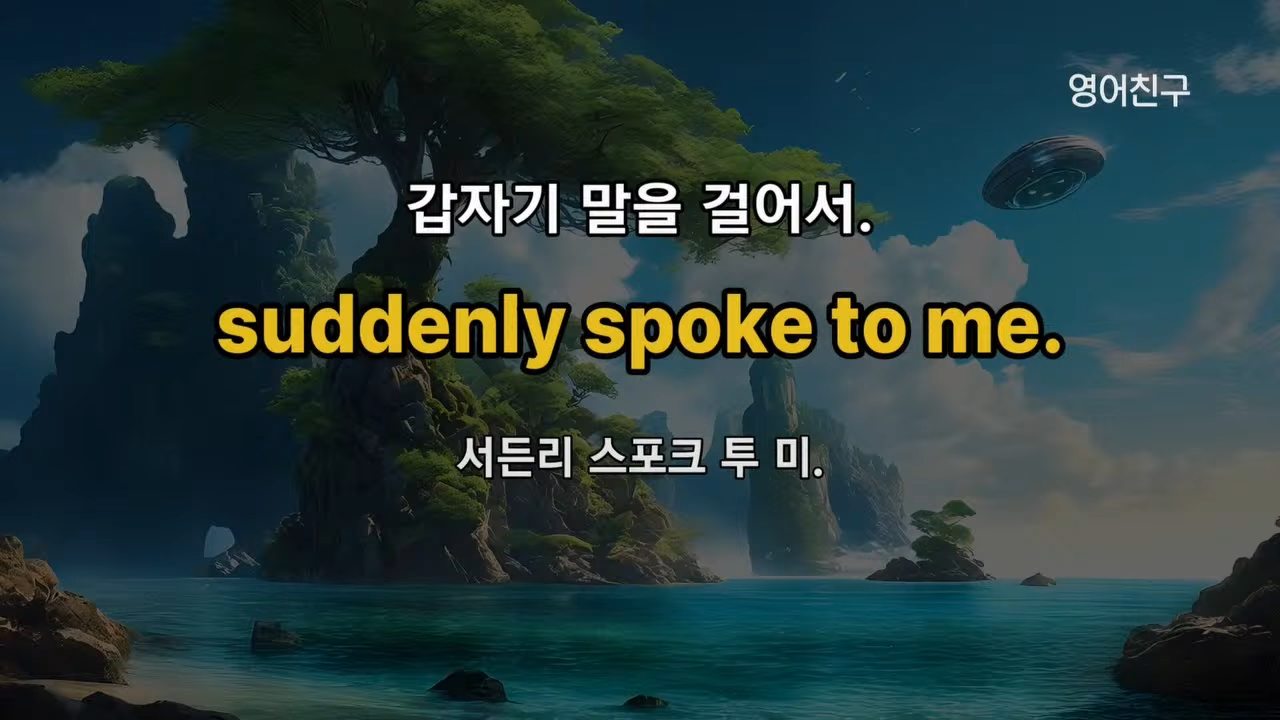 영어친구
갑자기 말을 걸어서.
suddenly spoke to me.
서든리 스포크 투 미.